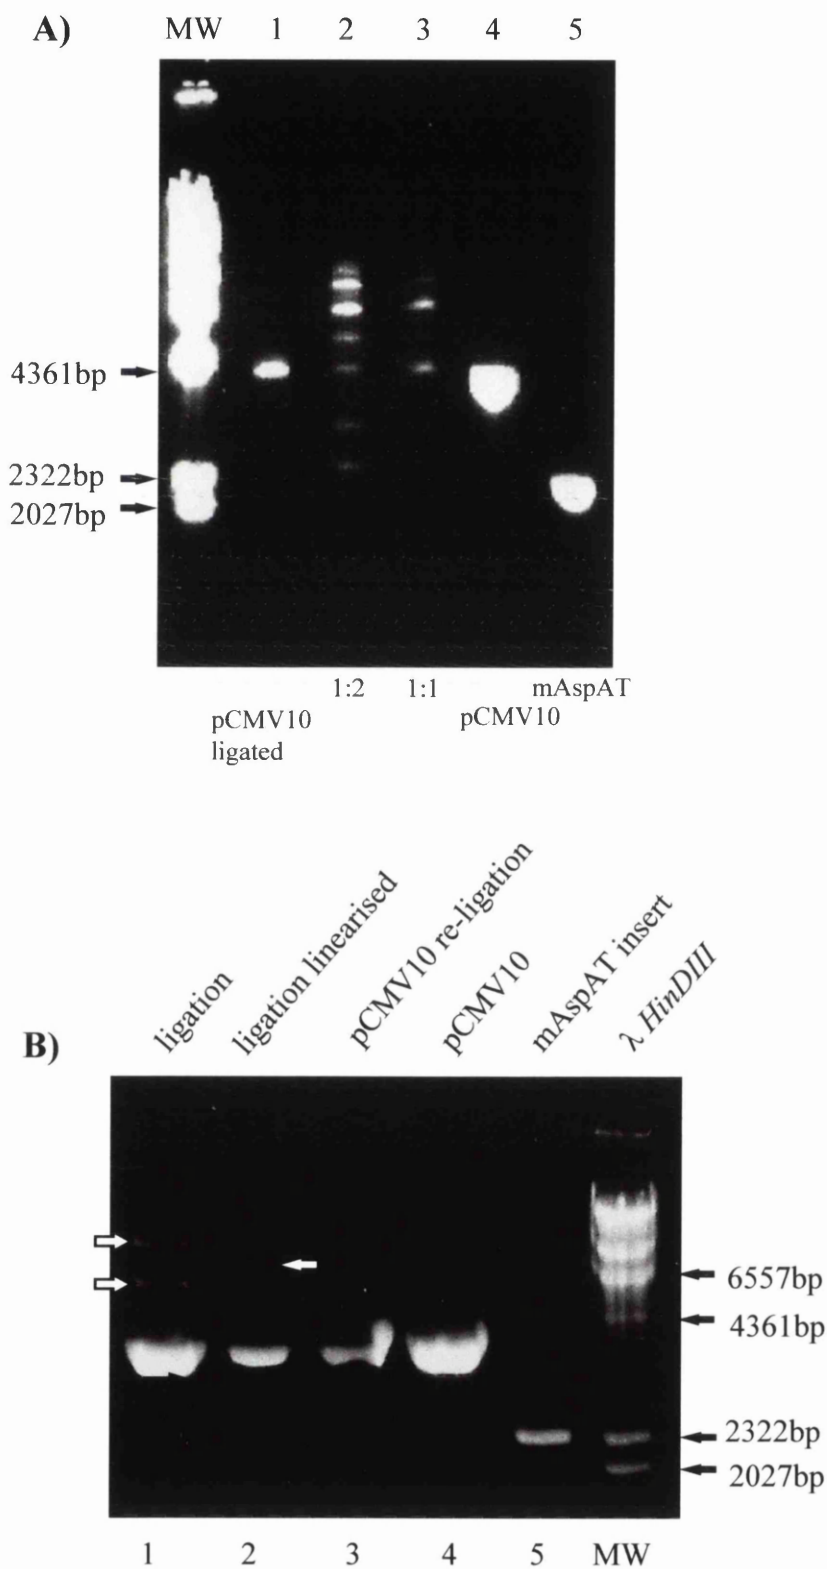 A)
MW 1 2 3 4 5
4361bp
2322bp
2027bp
1:2 1:1 mAspAT
pCMV10 pCMV10
ligated
B)
ligation
ligation linearised
pCMV10 re-ligation
pCMV10
mAspAT insert
λ HinDIII
6557bp
4361bp
2322bp
2027bp
1 2 3 4 5 MW